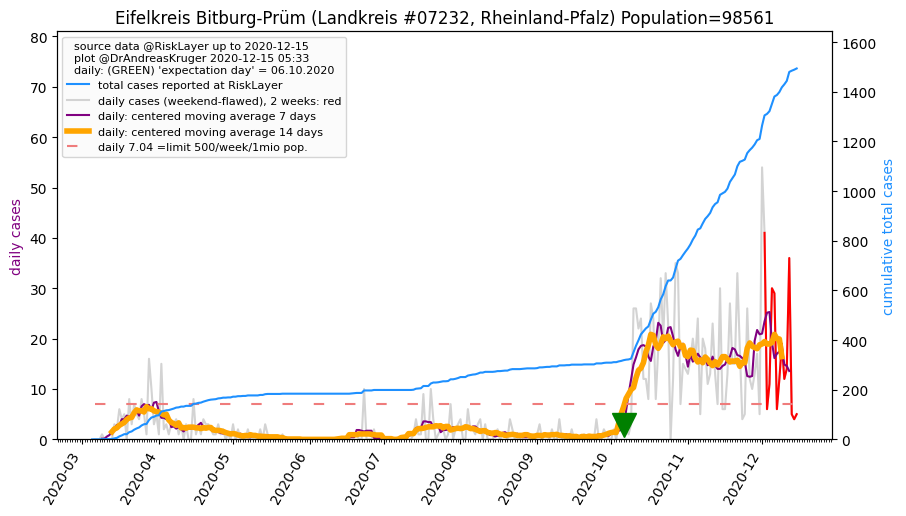 Eifelkreis Bitburg-Prüm (Landkreis #07232, Rheinland-Pfalz) Population=98561
source data @RiskLayer up to 2020-12-15
plot @DrAndreasKruger 2020-12-15 05:33
daily: (GREEN) 'expectation day' = 06.10.2020
total cases reported at RiskLayer
daily cases (weekend-flawed), 2 weeks: red
daily: centered moving average 7 days
daily: centered moving average 14 days
daily 7.04 =limit 500/week/1mio pop.
daily cases
80
70
60
50
40
30
20
10
0
cumulative total cases
1600
1400
1200
1000
800
600
400
200
0
2020-03
2020-04
2020-05
2020-06
2020-07
2020-08
2020-09
2020-10
2020-11
2020-12